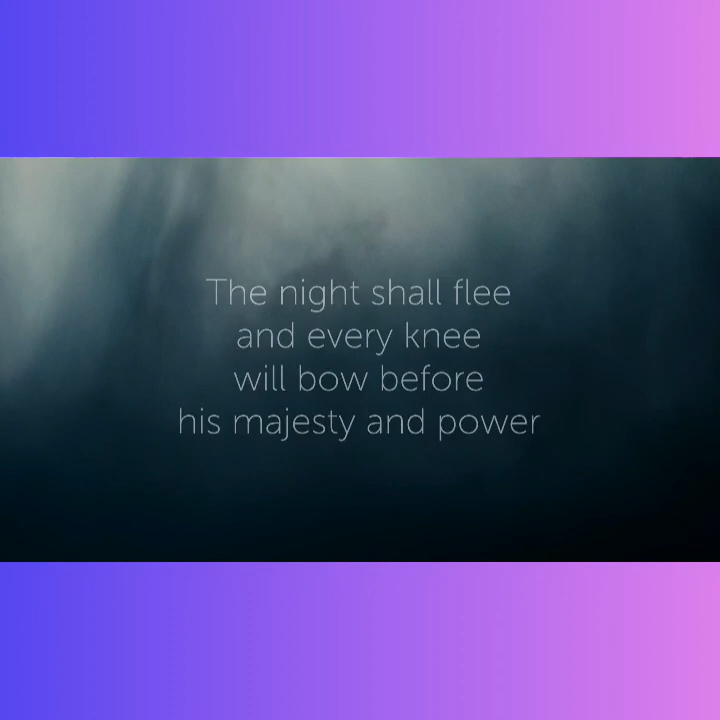 The night shall flee
and every knee
will bow before
his majesty and power